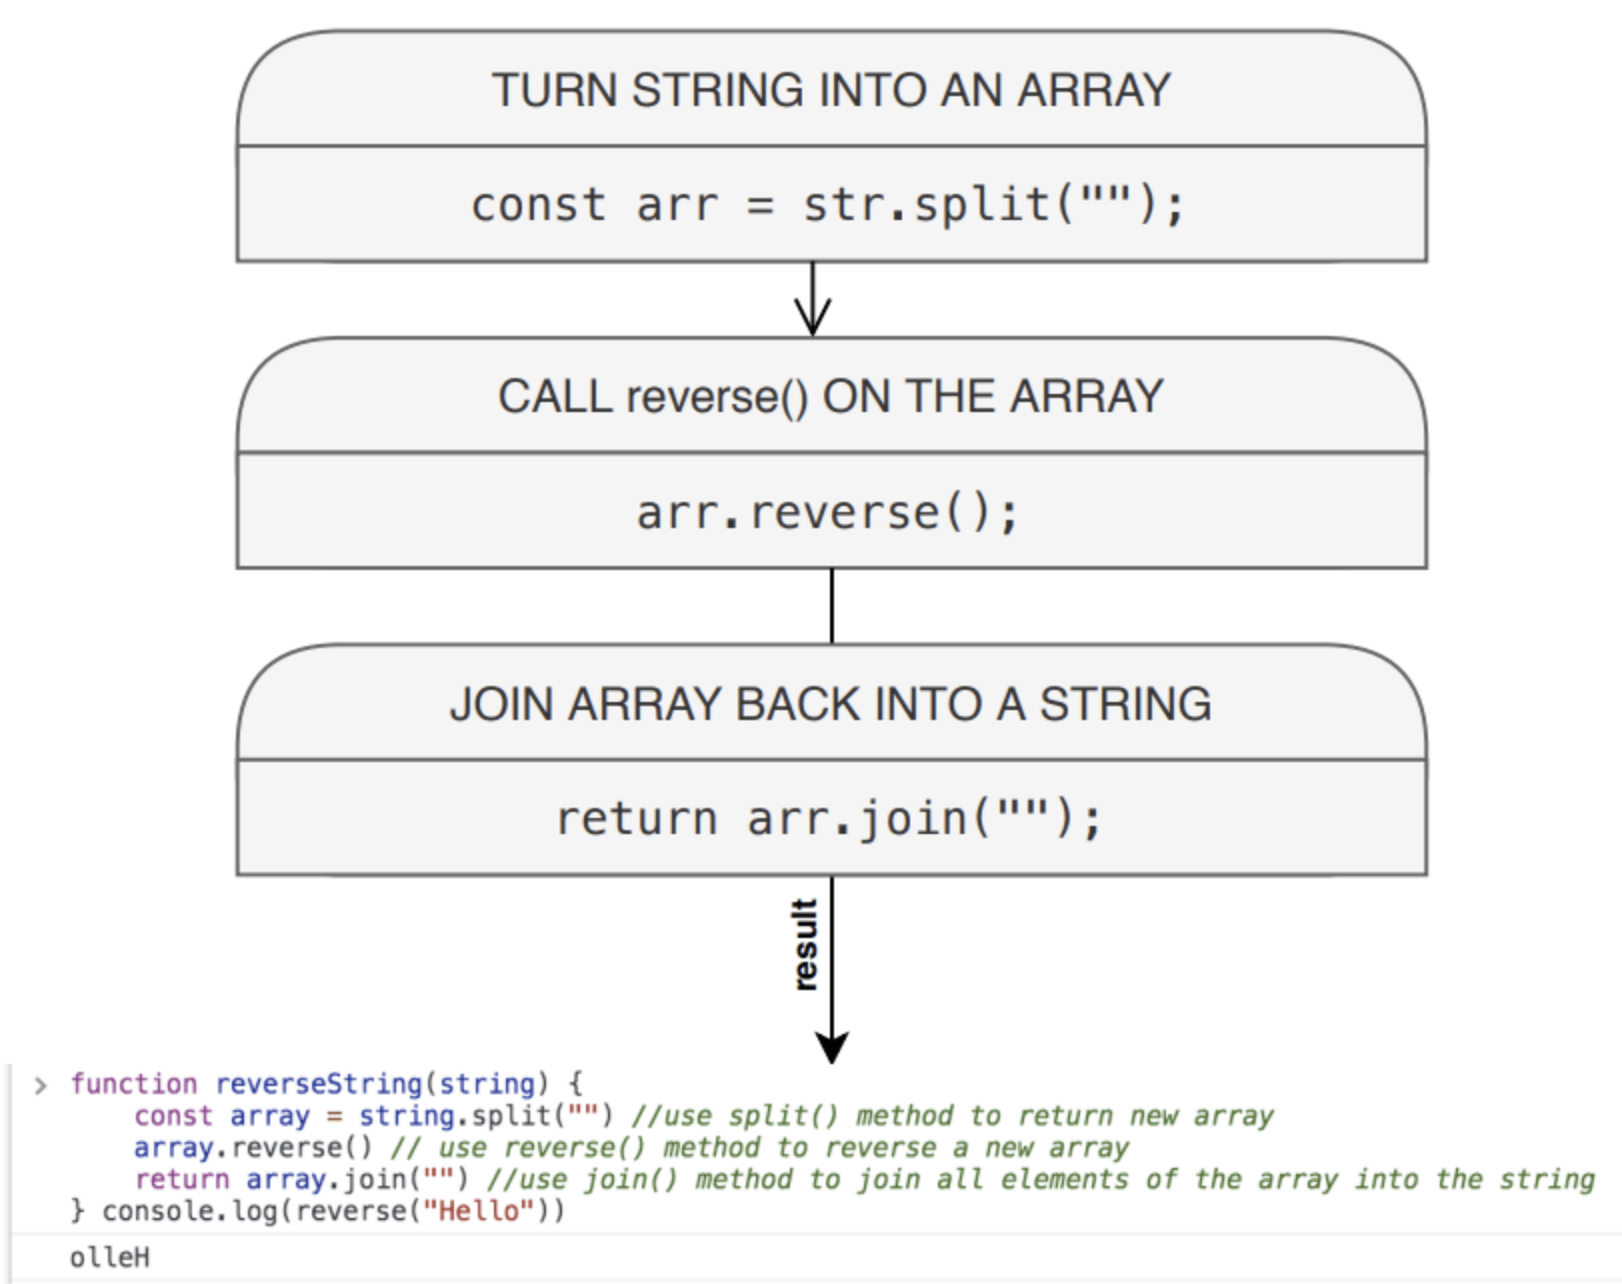 TURN STRING INTO AN ARRAY
const arr = str.split("");
CALL reverse() ON THE ARRAY
arr.reverse();
JOIN ARRAY BACK INTO A STRING
return arr.join("");
result
> function reverseString(string) {
const array = string.split("") //use split() method to return new array
array.reverse() // use reverse() method to reverse a new array
return array.join("") //use join() method to join all elements of the array into the string
} console.log(reverse("Hello"))
olleH